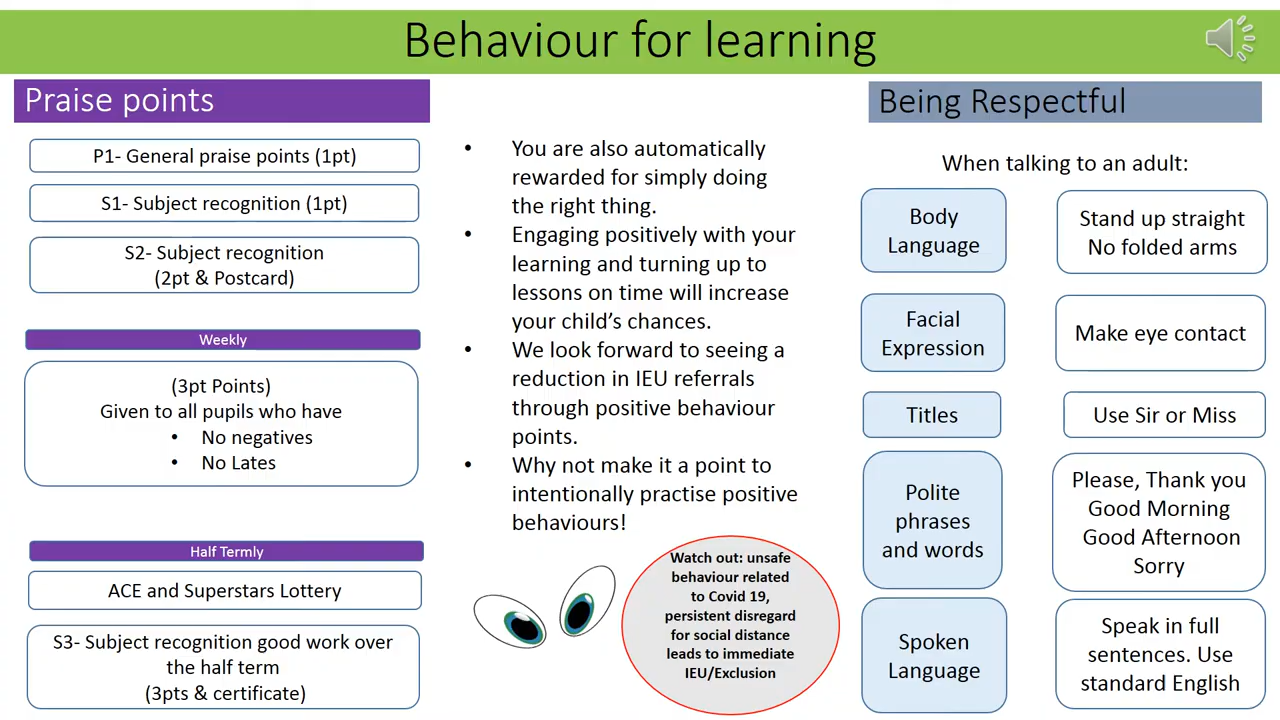 Behaviour for learning
Praise points
P1- General praise points (1pt)
S1- Subject recognition (1pt)
S2- Subject recognition
(2pt & Postcard)
Weekly
(3pt Points)
Given to all pupils who have
• No negatives
• No Lates
Half Termly
ACE and Superstars Lottery
S3- Subject recognition good work over
the half term
(3pts & certificate)
• You are also automatically
rewarded for simply doing
the right thing.
• Engaging positively with your
learning and turning up to
lessons on time will increase
your child's chances.
• We look forward to seeing a
reduction in IEU referrals
through positive behaviour
points.
• Why not make it a point to
intentionally practise positive
behaviours!
Watch out: unsafe
behaviour related
to Covid 19,
persistent disregard
for social distance
leads to immediate
IEU/Exclusion
Being Respectful
When talking to an adult:
Body
Language
Stand up straight
No folded arms
Facial
Expression
Make eye contact
Titles
Use Sir or Miss
Polite
phrases
and words
Please, Thank you
Good Morning
Good Afternoon
Sorry
Spoken
Language
Speak in full
sentences. Use
standard English